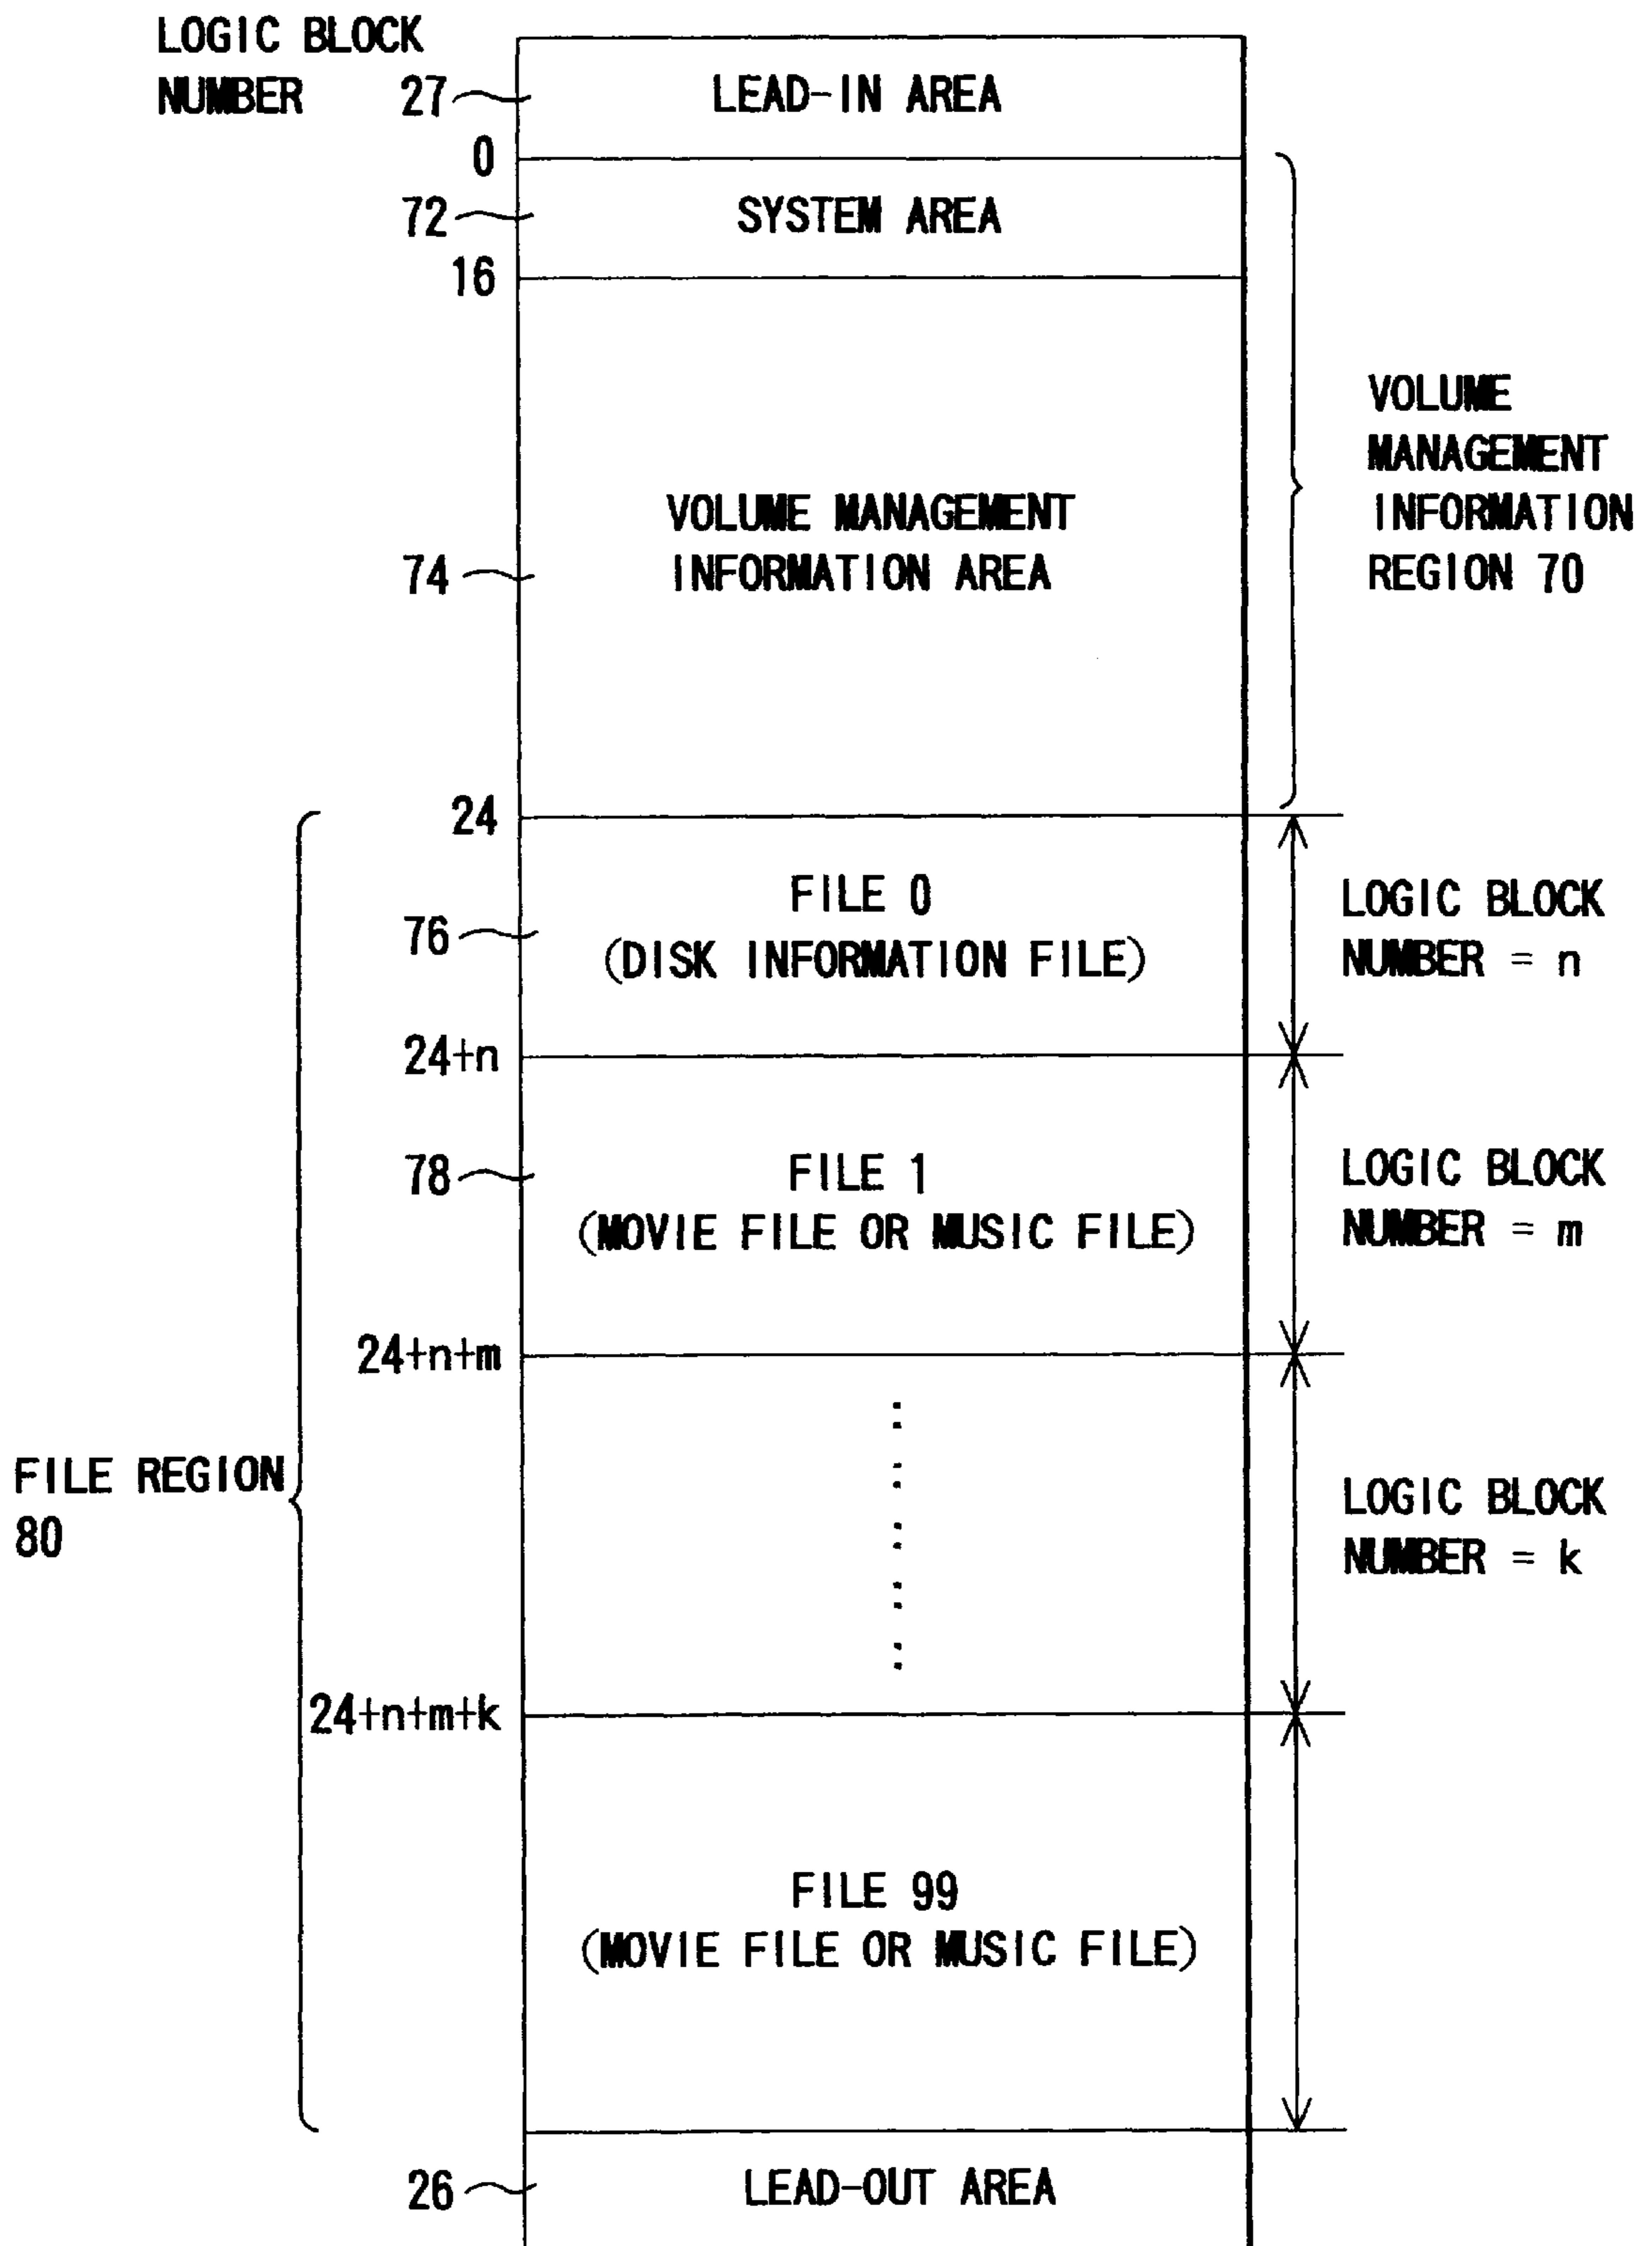 LOGIC BLOCK
NUMBER
27
LEAD-IN AREA
0
72
SYSTEM AREA
16
VOLUME
MANAGEMENT
INFORMATION
REGION 70
VOLUME MANAGEMENT
INFORMATION AREA
74
24
FILE 0
(DISK INFORMATION FILE)
76
LOGIC BLOCK
NUMBER = n
24+n
78
FILE 1
(MOVIE FILE OR MUSIC FILE)
LOGIC BLOCK
NUMBER = m
24+n+m
FILE REGION
80
LOGIC BLOCK
NUMBER = k
24+n+m+k
FILE 99
(MOVIE FILE OR MUSIC FILE)
26
LEAD-OUT AREA